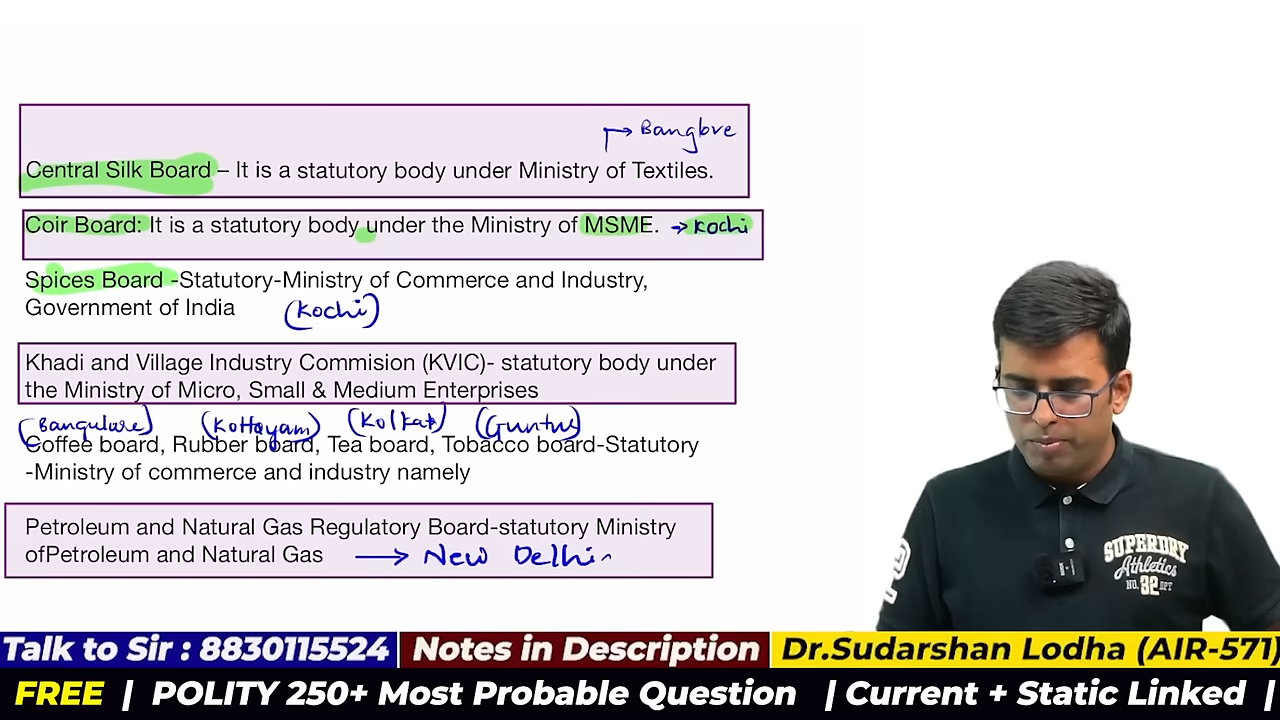 → Banglore
Central Silk Board – It is a statutory body under Ministry of Textiles.
Coir Board: It is a statutory body under the Ministry of MSME. → Kochi
Spices Board -Statutory-Ministry of Commerce and Industry,
Government of India (Kochi)
Khadi and Village Industry Commision (KVIC)- statutory body under
the Ministry of Micro, Small & Medium Enterprises
(Bangulore) (Kottayam) (Kolkata) (Guntur)
Coffee board, Rubber board, Tea board, Tobacco board-Statutory
-Ministry of commerce and industry namely
Petroleum and Natural Gas Regulatory Board-statutory Ministry
ofPetroleum and Natural Gas → New Delhi
SUPERDRY
Athletics
NO. 32 DPT
Talk to Sir : 8830115524 Notes in Description Dr.Sudarshan Lodha (AIR-571)
FREE | POLITY 250+ Most Probable Question | Current + Static Linked |